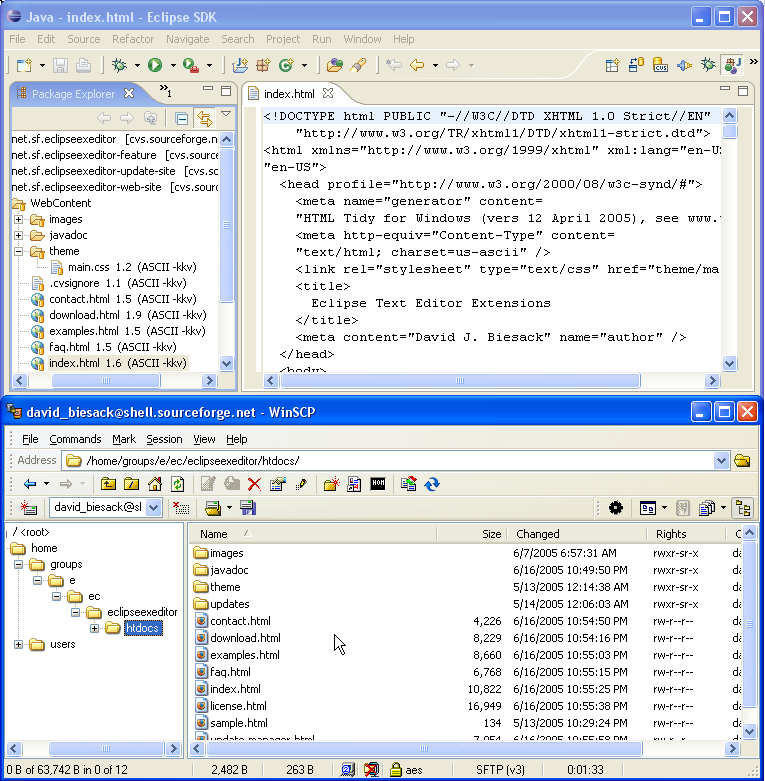 Java - index.html - Eclipse SDK
File Edit Source Refactor Navigate Search Project Run Window Help
Package Explorer
»1
net.sf.eclipseexeditor [cvs.sourceforge.n
net.sf.eclipseexeditor-feature [cvs.source
net.sf.eclipseexeditor-update-site [cvs.sc
net.sf.eclipseexeditor-web-site [cvs.sour
WebContent
images
javadoc
theme
main.css 1.2 (ASCII -kkv)
.cvsignore 1.1 (ASCII -kkv)
contact.html 1.5 (ASCII -kkv)
download.html 1.9 (ASCII -kkv)
examples.html 1.5 (ASCII -kkv)
faq.html 1.5 (ASCII -kkv)
index.html 1.6 (ASCII -kkv)
index.html
<!DOCTYPE html PUBLIC "-//W3C//DTD XHTML 1.0 Strict//EN"
"http://www.w3.org/TR/xhtml1/DTD/xhtml1-strict.dtd">
<html xmlns="http://www.w3.org/1999/xhtml" xml:lang="en-US
"en-US">
<head profile="http://www.w3.org/2000/08/w3c-synd/#">
<meta name="generator" content=
"HTML Tidy for Windows (vers 12 April 2005), see www.
<meta http-equiv="Content-Type" content=
"text/html; charset=us-ascii" />
<link rel="stylesheet" type="text/css" href="theme/ma
<title>
Eclipse Text Editor Extensions
</title>
<meta content="David J. Biesack" name="author" />
</head>
<body>
david_biesack@shell.sourceforge.net - WinSCP
File Commands Mark Session View Help
Address /home/groups/e/ec/eclipseexeditor/htdocs/
david_biesack@sl
/ <root>
home
groups
e
ec
eclipseexeditor
htdocs
users
Name Size Changed Rights
images 6/7/2005 6:57:31 AM rwxr-sr-x
javadoc 6/16/2005 10:49:50 PM rwxr-sr-x
theme 5/13/2005 12:14:38 AM rwxr-sr-x
updates 5/14/2005 12:06:03 AM rwxr-sr-x
contact.html 4,226 6/16/2005 10:54:50 PM rw-r--r--
download.html 8,229 6/16/2005 10:54:16 PM rw-r--r--
examples.html 8,660 6/16/2005 10:55:03 PM rw-r--r--
faq.html 6,768 6/16/2005 10:55:15 PM rw-r--r--
index.html 10,822 6/16/2005 10:55:25 PM rw-r--r--
license.html 16,949 6/16/2005 10:55:38 PM rw-r--r--
sample.html 134 5/13/2005 10:29:24 PM rw-r--r--
update-manager.html 7,054 6/16/2005 10:55:58 PM rw-r--r--
0 B of 63,742 B in 0 of 12 2,482 B 263 B aes SFTP (v3) 0:01:33